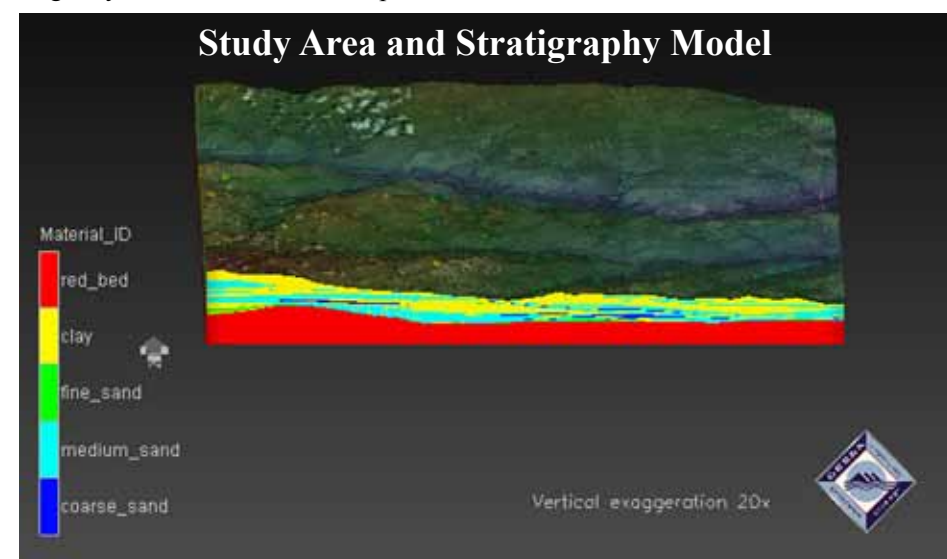 Study Area and Stratigraphy Model
Material_ID
red_bed
clay
fine_sand
medium_sand
coarse_sand
Vertical exaggeration 20x